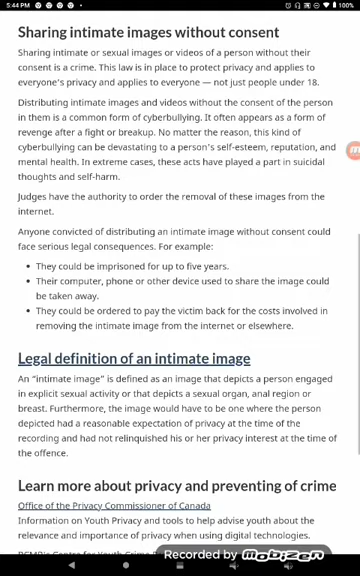 5:44 PM
100%
Sharing intimate images without consent
Sharing intimate or sexual images or videos of a person without their
consent is a crime. This law is in place to protect privacy and applies to
everyone's privacy and applies to everyone — not just people under 18.
Distributing intimate images and videos without the consent of the person
in them is a common form of cyberbullying. It often appears as a form of
revenge after a fight or breakup. No matter the reason, this kind of
cyberbullying can be devastating to a person's self-esteem, reputation, and
mental health. In extreme cases, these acts have played a part in suicidal
thoughts and self-harm.
Judges have the authority to order the removal of these images from the
internet.
Anyone convicted of distributing an intimate image without consent could
face serious legal consequences. For example:
• They could be imprisoned for up to five years.
• Their computer, phone or other device used to share the image could
be taken away.
• They could be ordered to pay the victim back for the costs involved in
removing the intimate image from the internet or elsewhere.
Legal definition of an intimate image
An “intimate image” is defined as an image that depicts a person engaged
in explicit sexual activity or that depicts a sexual organ, anal region or
breast. Furthermore, the image would have to be one where the person
depicted had a reasonable expectation of privacy at the time of the
recording and had not relinquished his or her privacy interest at the time of
the offence.
Learn more about privacy and preventing of crime
Office of the Privacy Commissioner of Canada
Information on Youth Privacy and tools to help advise youth about the
relevance and importance of privacy when using digital technologies.
RCMP's Centre for Youth Crime
Recorded by Mobizen